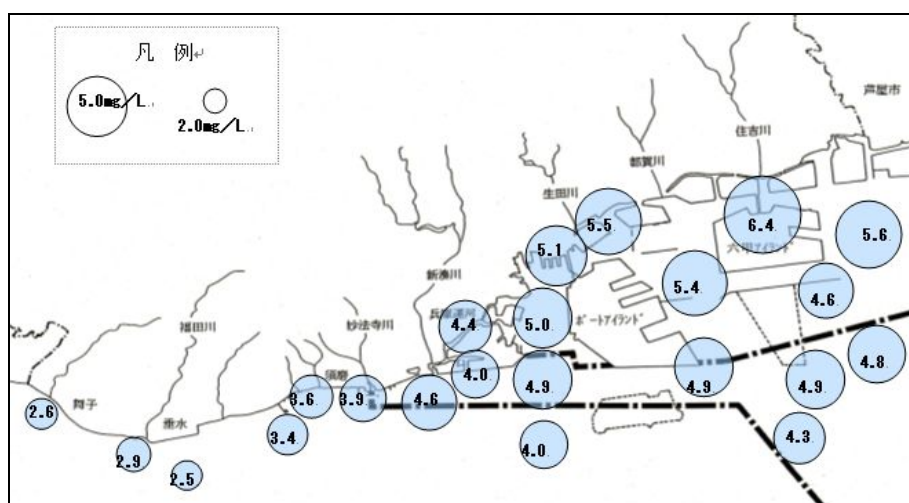 凡 例
5.0mg/L
2.0mg/L
芦屋市
住吉川
都賀川
生田川
6.4
5.5
5.6
六甲アイランド
5.1
新湊川
5.4
4.6
兵庫運河
4.4
5.0
ポートアイランド
福田川
妙法寺川
4.8
須磨
4.0
4.9
4.9
4.9
舞子
2.6
3.6
3.9
4.6
垂水
3.4
4.3
2.9
4.0
2.5